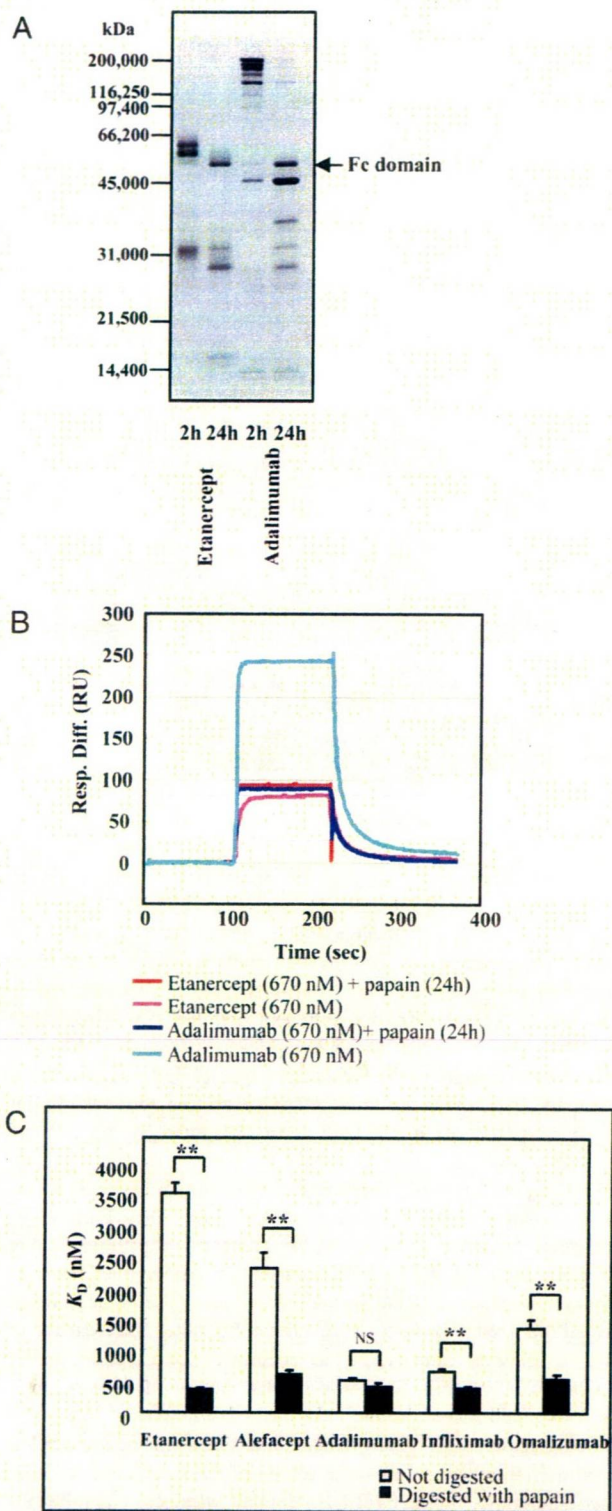 A
kDa
200,000
116,250
97,400
66,200
Fc domain
45,000
31,000
21,500
14,400
2h 24h 2h 24h
Etanercept
Adalimumab
B
Resp. Diff. (RU)
300
250
200
150
100
50
0
0 100 200 300 400
Time (sec)
Etanercept (670 nM) + papain (24h)
Etanercept (670 nM)
Adalimumab (670 nM)+ papain (24h)
Adalimumab (670 nM)
C
K_D (nM)
4000
3500
3000
2500
2000
1500
1000
500
0
**
**
NS
**
**
Etanercept Alefacept Adalimumab Infliximab Omalizumab
Not digested
Digested with papain